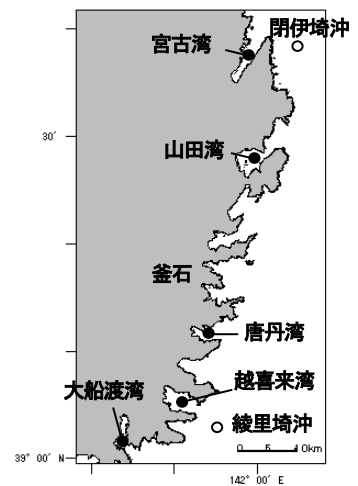 閉伊埼沖
宮古湾
30'
山田湾
釜石
唐丹湾
大船渡湾
越喜来湾
綾里埼沖
0 5 10km
39° 00' N
142° 00' E